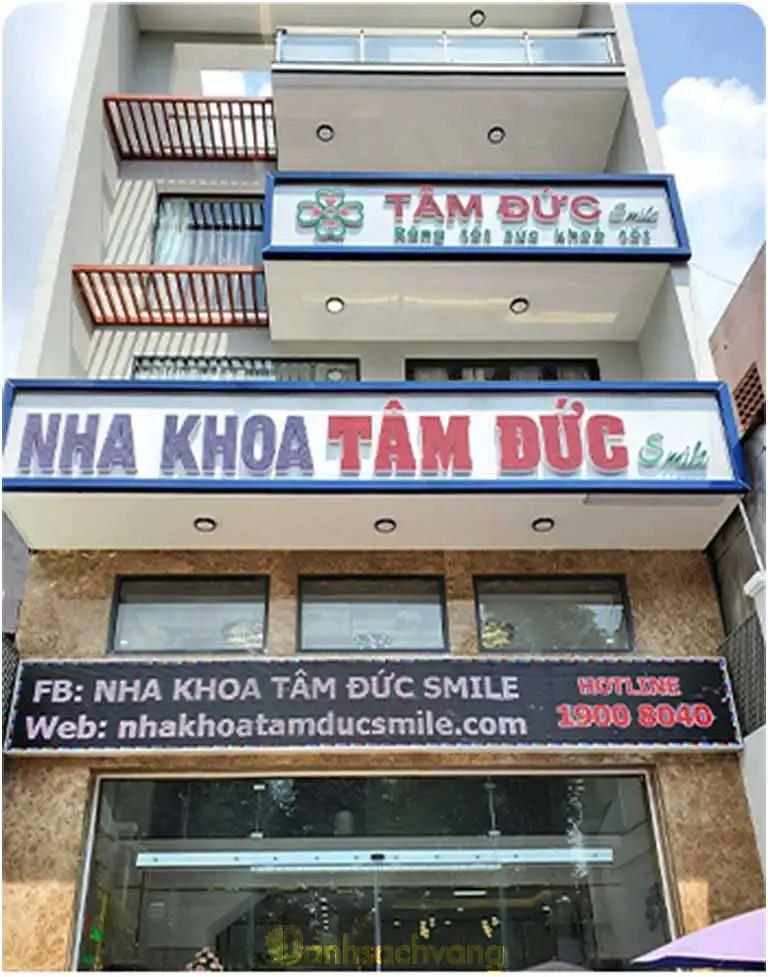 TÂM ĐỨC Smile
Răng tốt sức khoẻ tốt
NHA KHOA TÂM ĐỨC Smile
FB: NHA KHOA TÂM ĐỨC SMILE
Web: nhakhoatamducsmile.com
HOTLINE
1900 8040
Danhsachvang